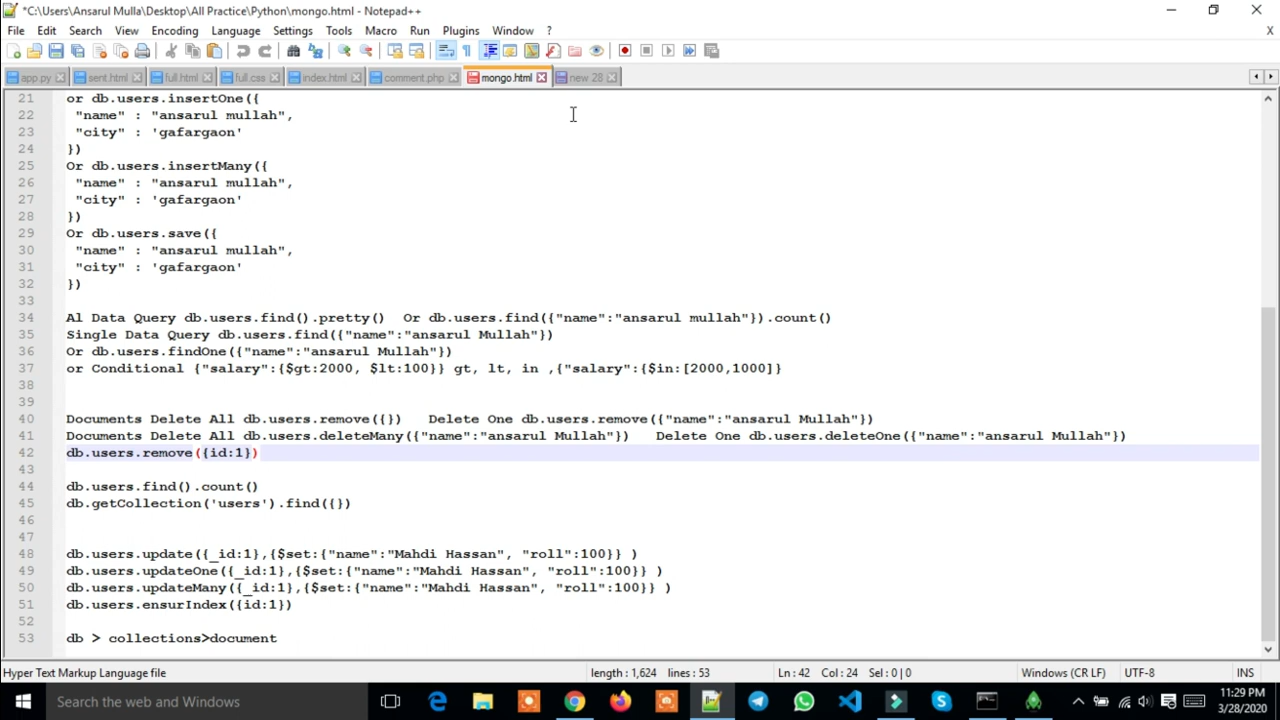 *C:\Users\Ansarul Mulla\Desktop\All Practice\Python\mongo.html - Notepad++
File Edit Search View Encoding Language Settings Tools Macro Run Plugins Window ? X
app.py sent.html full.html full.css index.html comment.php mongo.html new 28
21 or db.users.insertOne({
22 "name" : "ansarul mullah",
23 "city" : 'gafargaon'
24 })
25 Or db.users.insertMany({
26 "name" : "ansarul mullah",
27 "city" : 'gafargaon'
28 })
29 Or db.users.save({
30 "name" : "ansarul mullah",
31 "city" : 'gafargaon'
32 })
33
34 Al Data Query db.users.find().pretty() Or db.users.find({"name":"ansarul mullah"}).count()
35 Single Data Query db.users.find({"name":"ansarul Mullah"})
36 Or db.users.findOne({"name":"ansarul Mullah"})
37 or Conditional {"salary":{$gt:2000, $lt:100}} gt, lt, in ,{"salary":{$in:[2000,1000]}
38
39
40 Documents Delete All db.users.remove({}) Delete One db.users.remove({"name":"ansarul Mullah"})
41 Documents Delete All db.users.deleteMany({"name":"ansarul Mullah"}) Delete One db.users.deleteOne({"name":"ansarul Mullah"})
42 db.users.remove({id:1})
43
44 db.users.find().count()
45 db.getCollection('users').find({})
46
47
48 db.users.update({_id:1},{$set:{"name":"Mahdi Hassan", "roll":100}} )
49 db.users.updateOne({_id:1},{$set:{"name":"Mahdi Hassan", "roll":100}} )
50 db.users.updateMany({_id:1},{$set:{"name":"Mahdi Hassan", "roll":100}} )
51 db.users.ensurIndex({id:1})
52
53 db > collections>document
Hyper Text Markup Language file length : 1,624 lines : 53 Ln : 42 Col : 24 Sel : 0 | 0 Windows (CR LF) UTF-8 INS
Search the web and Windows
11:29 PM
3/28/2020